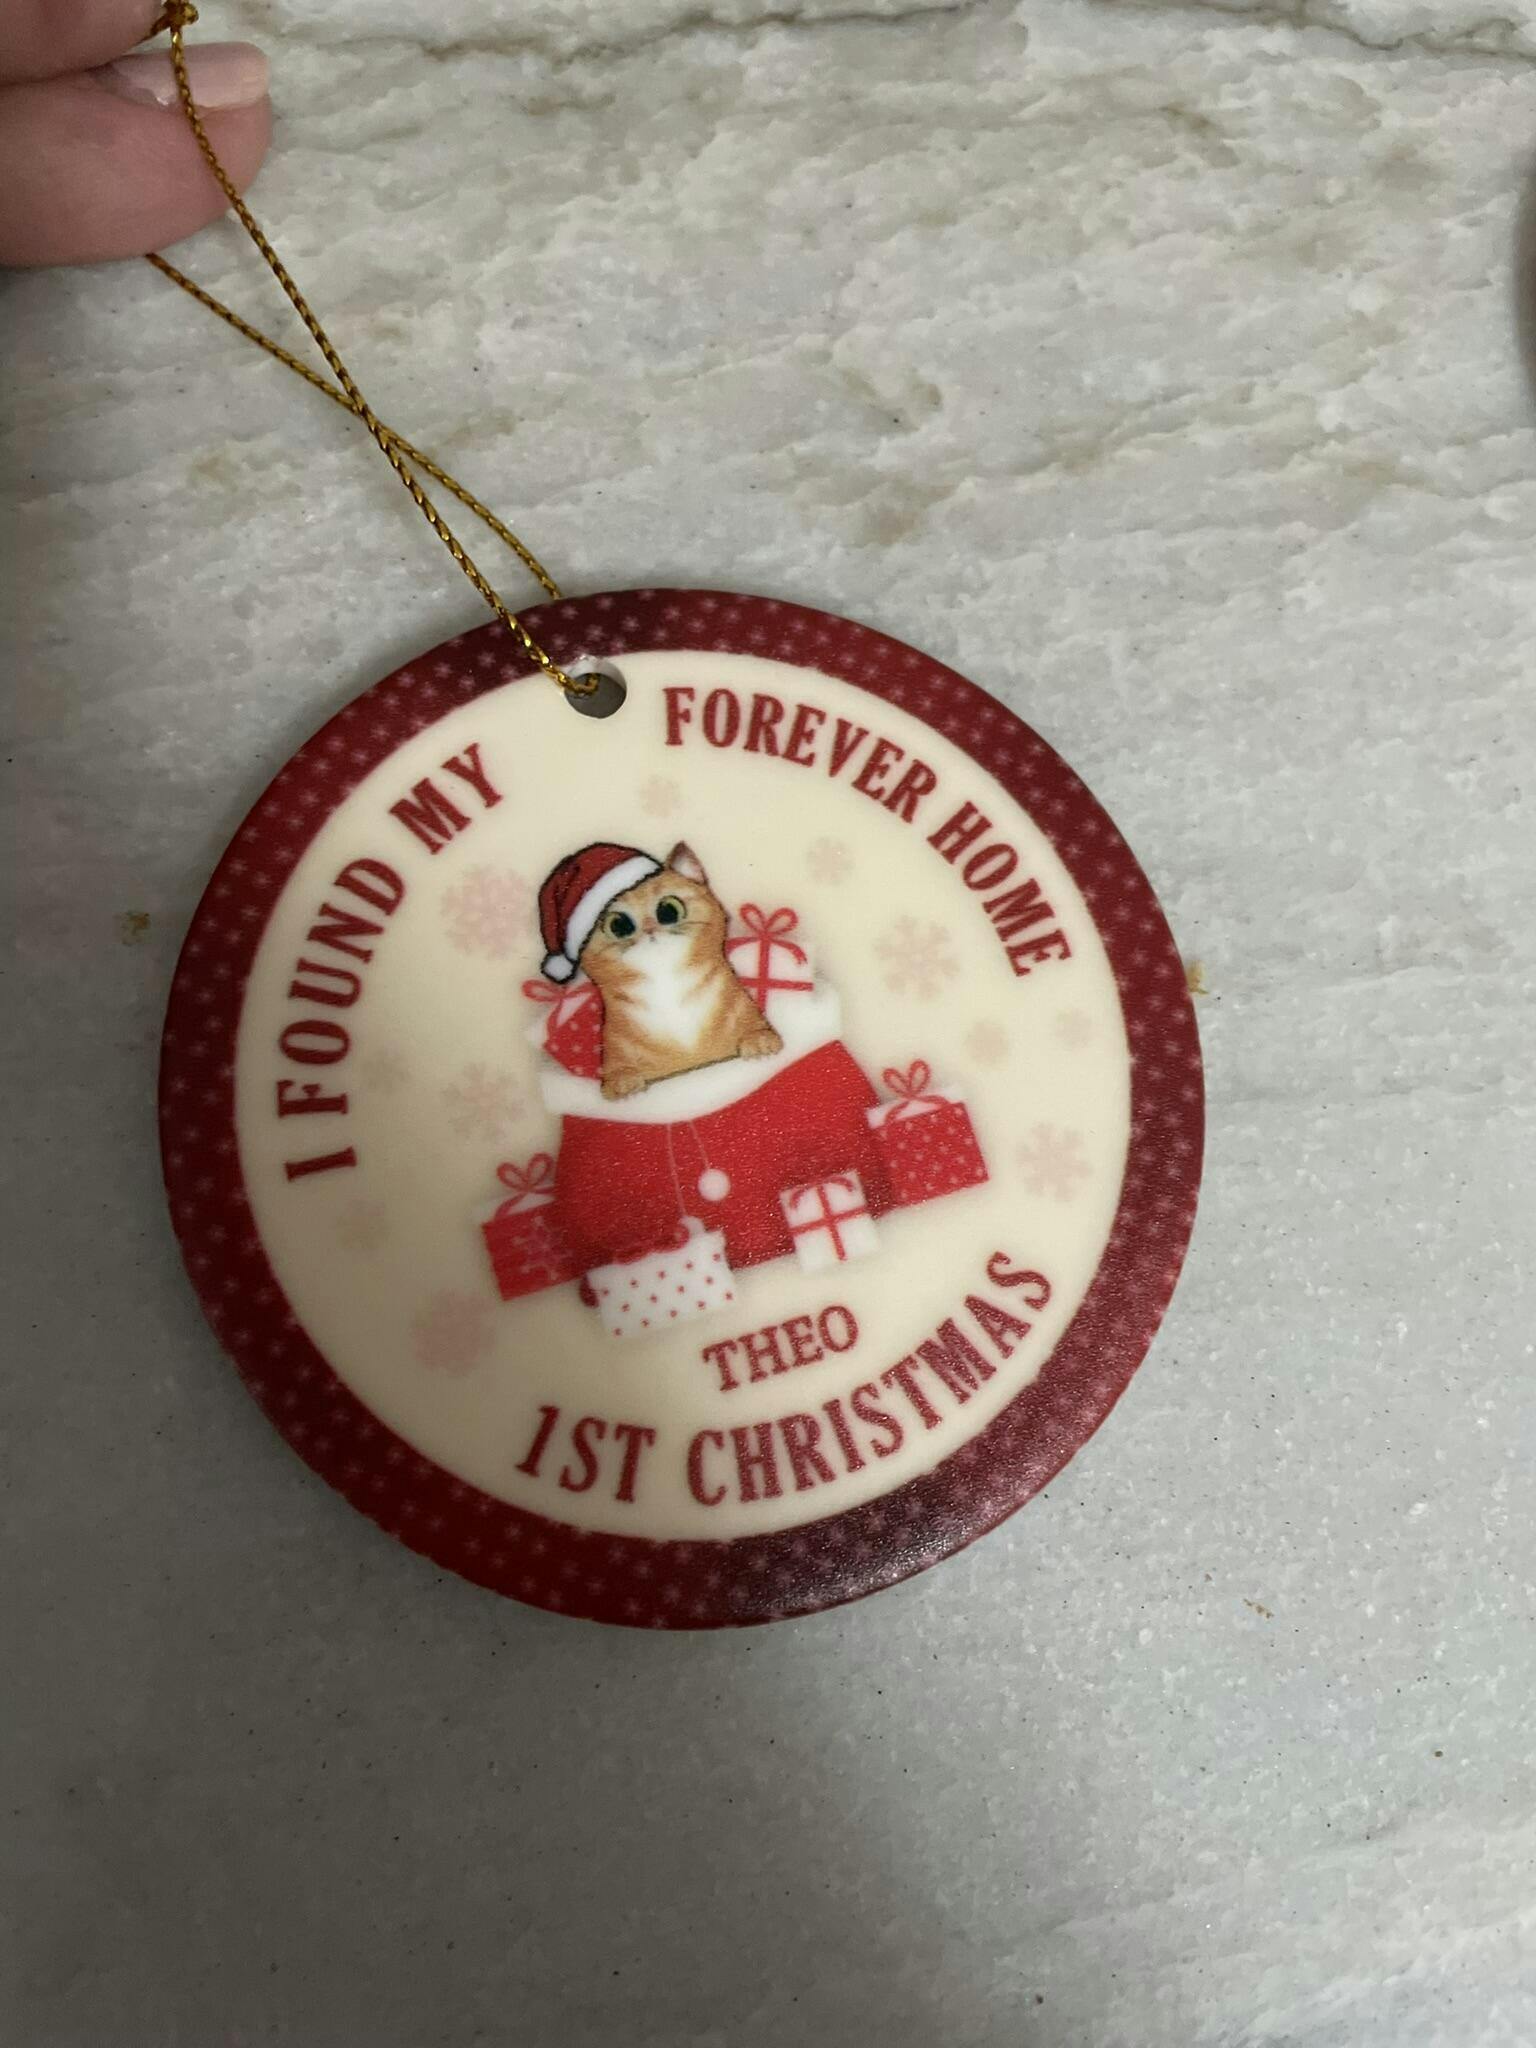 I FOUND MY FOREVER HOME
THEO
1ST CHRISTMAS